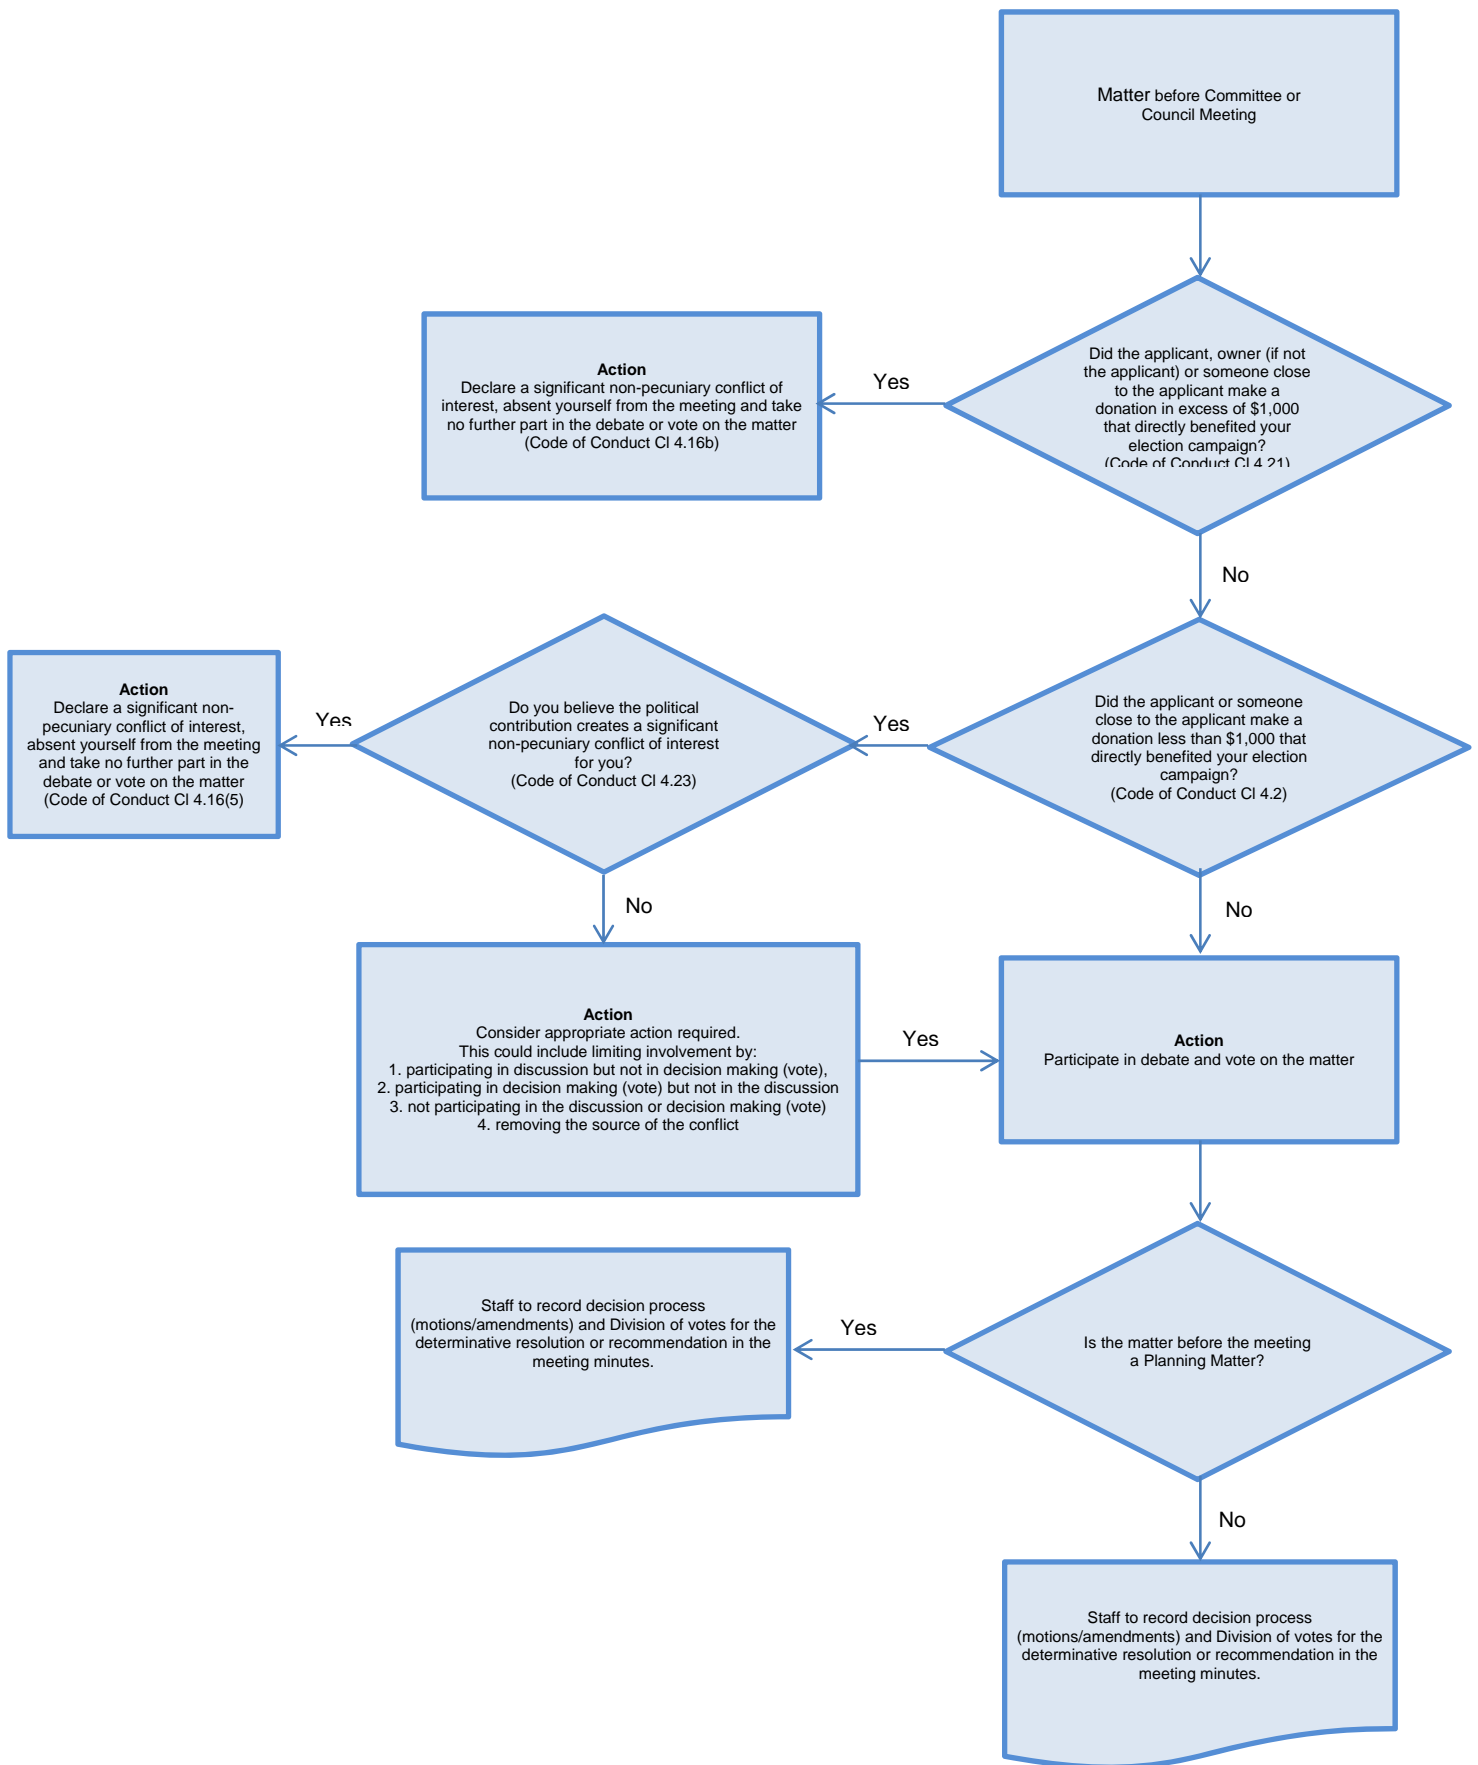 Matter before Committee or
Council Meeting
Did the applicant, owner (if not
the applicant) or someone close
to the applicant make a
donation in excess of $1,000
that directly benefited your
election campaign?
(Code of Conduct Cl 4.21)
Yes
Action
Declare a significant non-pecuniary conflict of
interest, absent yourself from the meeting and take
no further part in the debate or vote on the matter
(Code of Conduct Cl 4.16b)
No
Did the applicant or someone
close to the applicant make a
donation less than $1,000 that
directly benefited your election
campaign?
(Code of Conduct Cl 4.2)
Yes
Do you believe the political
contribution creates a significant
non-pecuniary conflict of interest
for you?
(Code of Conduct Cl 4.23)
Yes
Action
Declare a significant non-
pecuniary conflict of interest,
absent yourself from the meeting
and take no further part in the
debate or vote on the matter
(Code of Conduct Cl 4.16(5)
No
No
Action
Consider appropriate action required.
This could include limiting involvement by:
1. participating in discussion but not in decision making (vote),
2. participating in decision making (vote) but not in the discussion
3. not participating in the discussion or decision making (vote)
4. removing the source of the conflict
Yes
Action
Participate in debate and vote on the matter
Is the matter before the meeting
a Planning Matter?
Yes
Staff to record decision process
(motions/amendments) and Division of votes for the
determinative resolution or recommendation in the
meeting minutes.
No
Staff to record decision process
(motions/amendments) and Division of votes for the
determinative resolution or recommendation in the
meeting minutes.